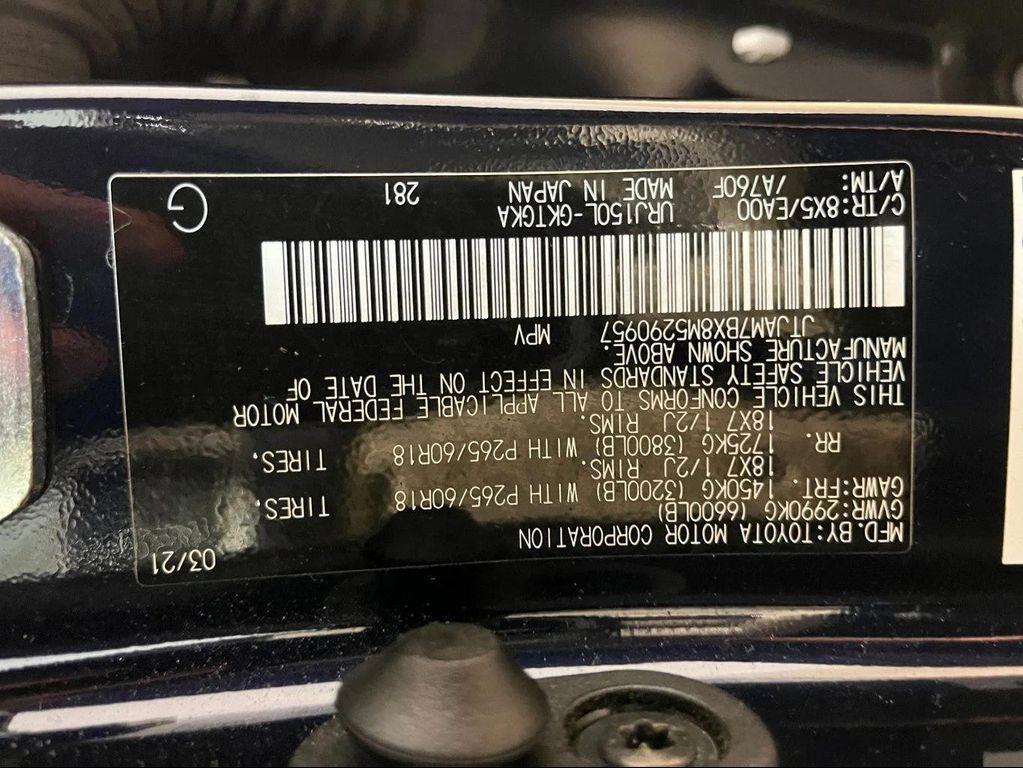 MFD.BY:TOYOTA MOTOR CORPORATION 03/21
GVWR:2990KG (6600LB)
GAWR:FRT. 1450KG (3200LB) WITH P265/60R18 TIRES.
18X7 1/2J RIMS.
RR. 1725KG (3800LB) WITH P265/60R18 TIRES.
18X7 1/2J RIMS.
THIS VEHICLE CONFORMS TO ALL APPLICABLE FEDERAL MOTOR
VEHICLE SAFETY STANDARDS IN EFFECT ON THE DATE OF
MANUFACTURE SHOWN ABOVE.
JTJAM7BX8M5290957 MPV
C/TR:8X5/EA00 URJ150L-GKTGKA
A/TM: /A760F MADE IN JAPAN 281 G